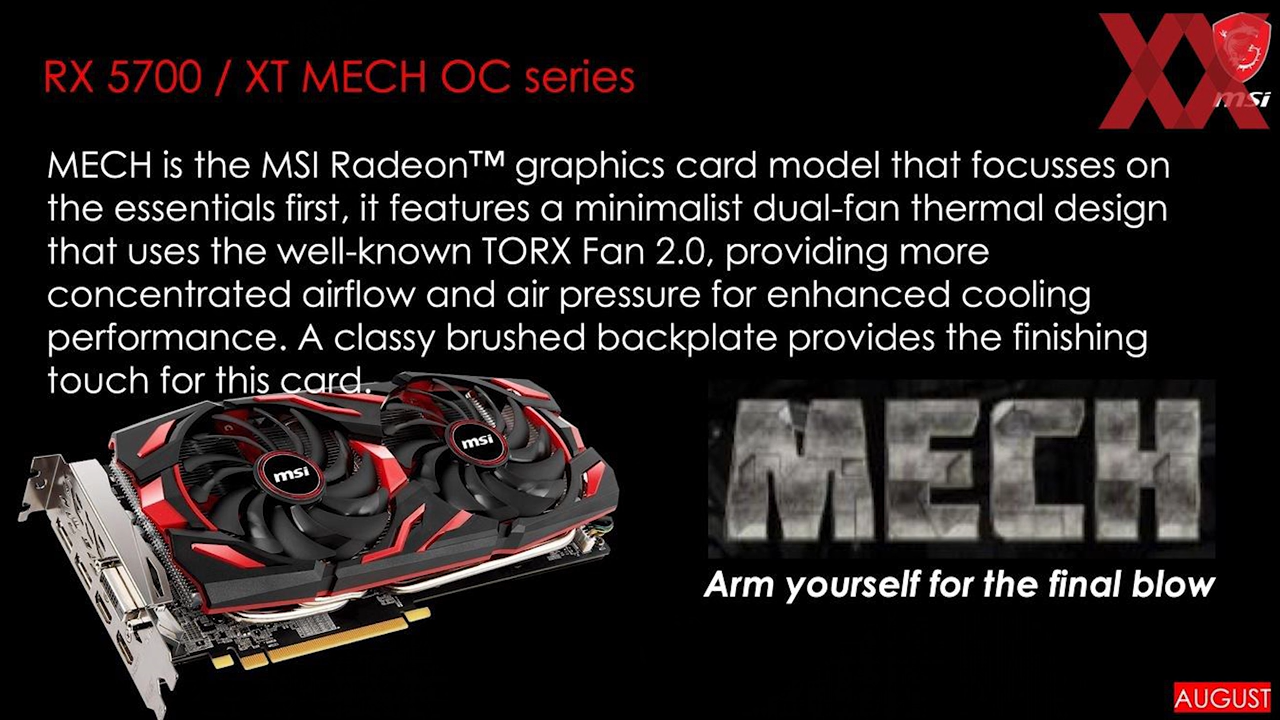 RX 5700 / XT MECH OC series
msi
MECH is the MSI Radeon™ graphics card model that focusses on
the essentials first, it features a minimalist dual-fan thermal design
that uses the well-known TORX Fan 2.0, providing more
concentrated airflow and air pressure for enhanced cooling
performance. A classy brushed backplate provides the finishing
touch for this card.
msi
msi
MECH
Arm yourself for the final blow
AUGUST